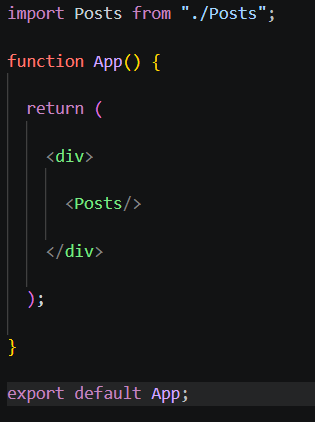 import Posts from "./Posts";
function App() {
return (
<div>
<Posts/>
</div>
);
}
export default App;